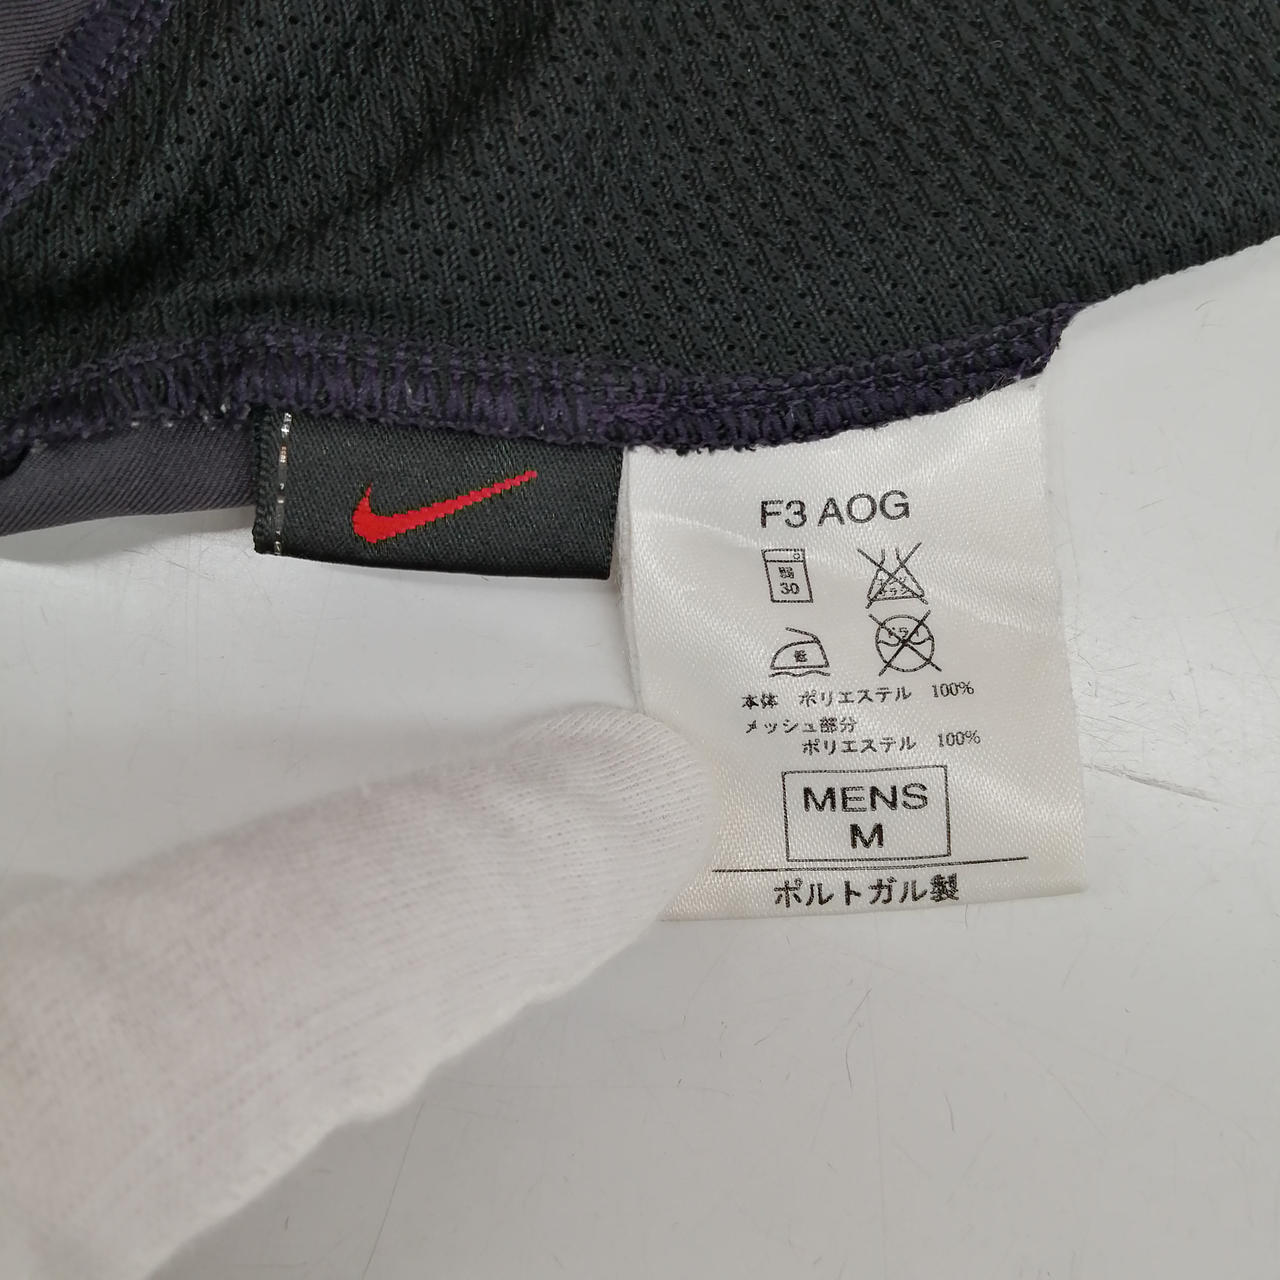 F3 AOG
30
低
本体 ポリエステル 100%
メッシュ部分
ポリエステル 100%
MENS
M
ポルトガル製